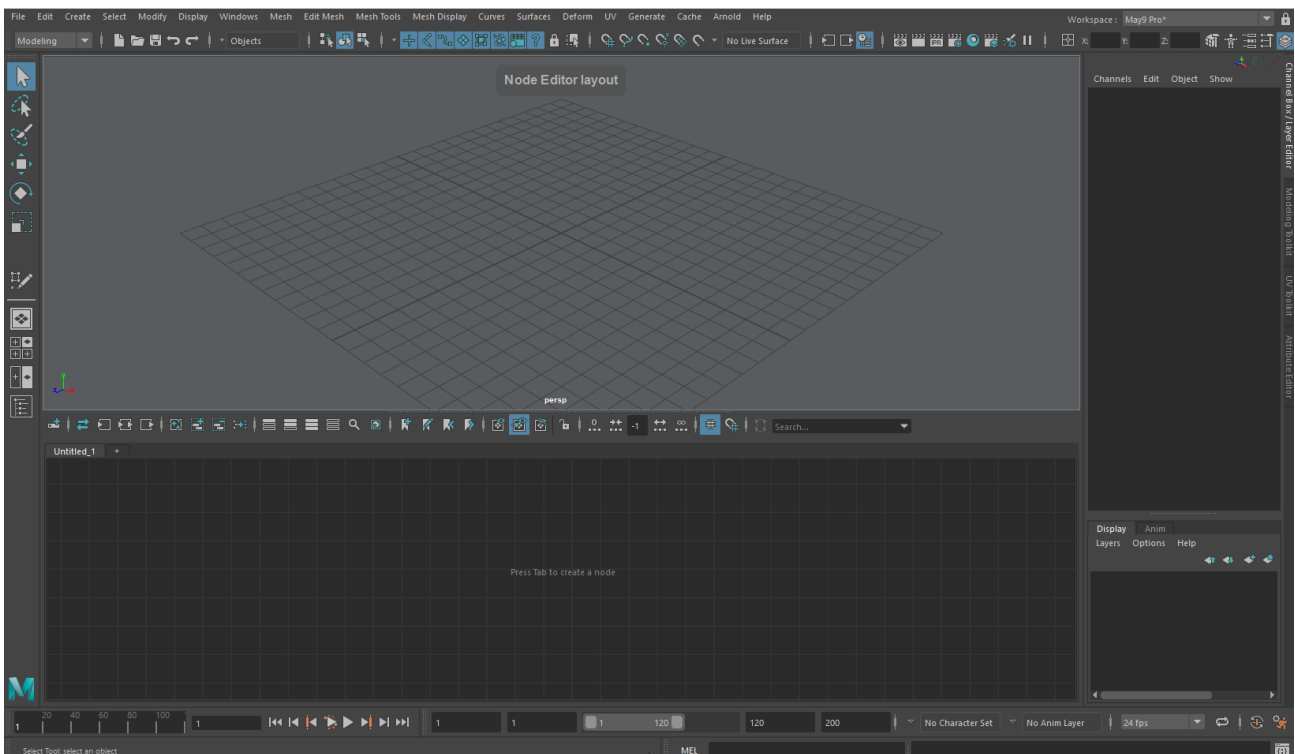 File Edit Create Select Modify Display Windows Mesh Edit Mesh Mesh Tools Mesh Display Curves Surfaces Deform UV Generate Cache Arnold Help Workspace : May9 Pro*
Modeling Objects No Live Surface X: Y: Z:
Node Editor layout
Channels Edit Object Show
Channel Box / Layer Editor
Modeling Toolkit
UV Toolkit
Attribute Editor
y
persp
0 -1 Search...
Untitled_1 +
Press Tab to create a node
Display Anim
Layers Options Help
M
1 20 40 60 80 100 1 1 1 1 120 120 200 No Character Set No Anim Layer 24 fps
Select Tool: select an object MEL